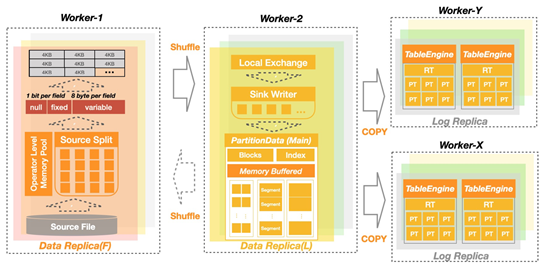 Worker-1
4KB 4KB 4KB 4KB
4KB 4KB 4KB 4KB
4KB 4KB 4KB •••
1 bit per field 8 byte per field
null fixed variable
Operator Level
Memory Pool
Source Split
Source File
Data Replica(F)
Shuffle
Shuffle
Worker-2
Local Exchange
Sink Writer
...
PartitionData (Main)
Blocks Index
Memory Buffered
Segment
Segment
Segment
Data Replica(L)
COPY
COPY
Worker-Y
TableEngine TableEngine
RT RT
PT PT PT PT PT PT
PT PT PT PT PT PT
Log Replica
Worker-X
TableEngine TableEngine
RT RT
PT PT PT PT PT PT
PT PT PT PT PT PT
Log Replica